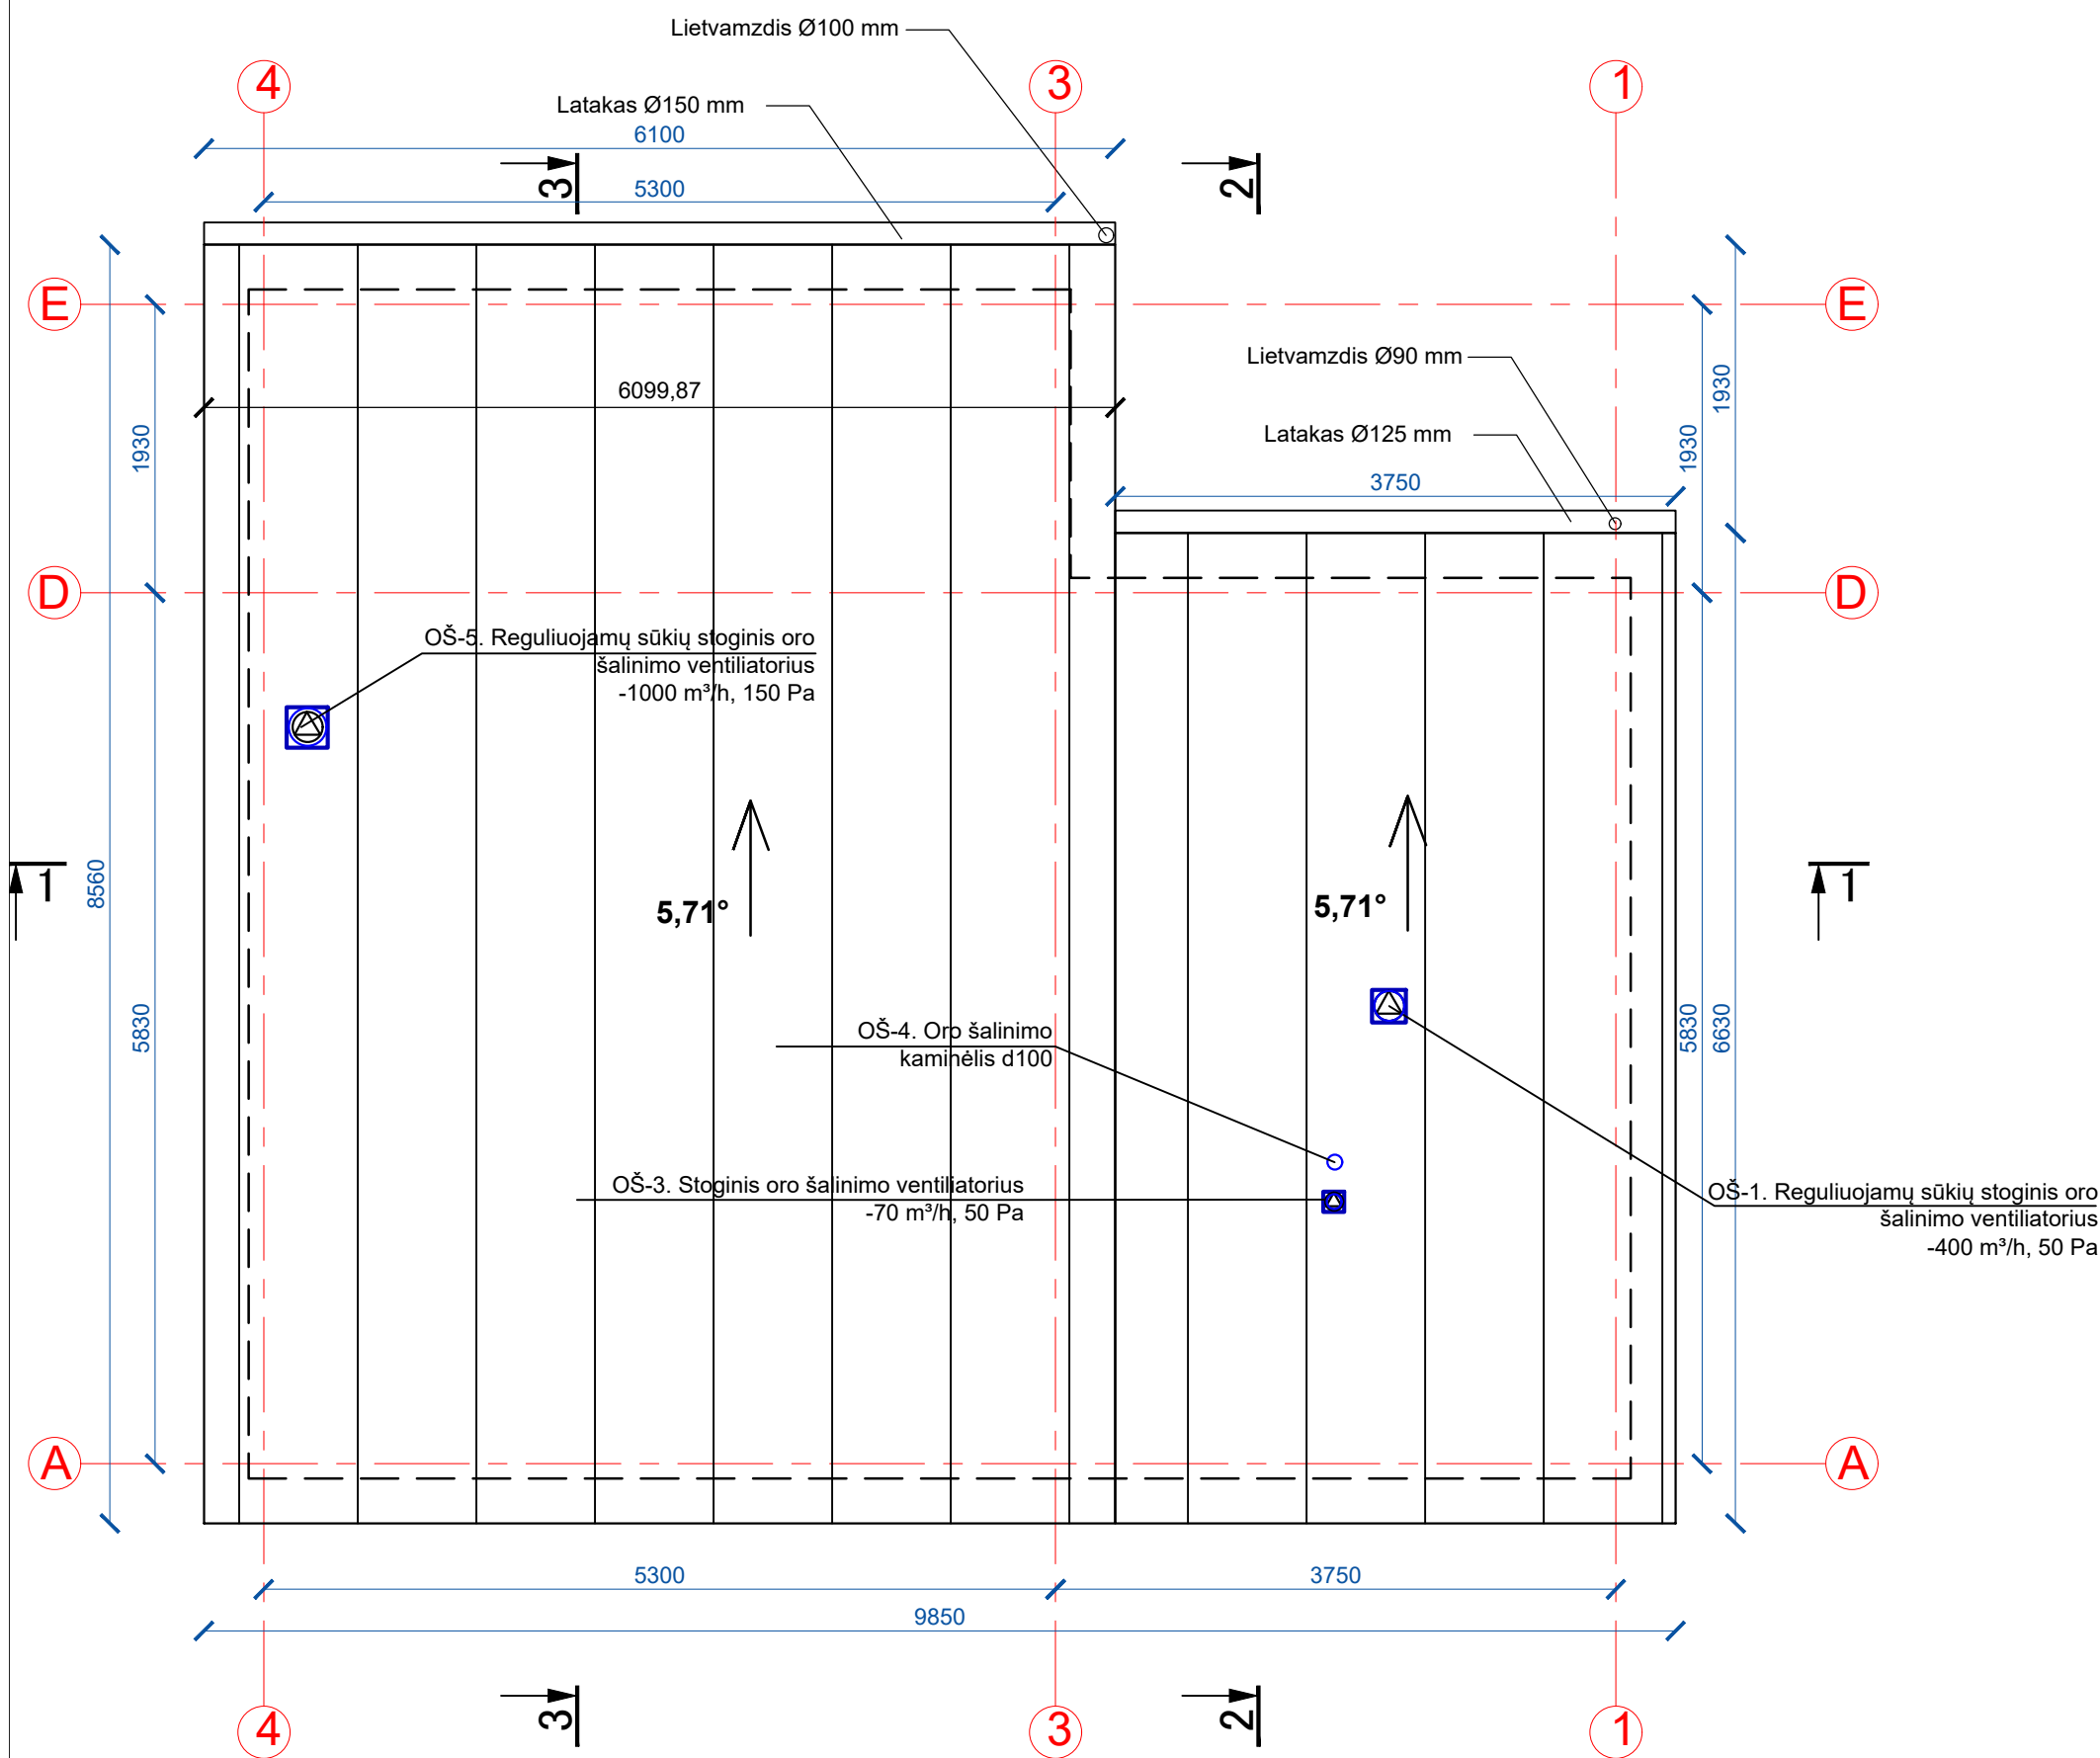 Lietvamzdis Ø100 mm
4
3
1
Latakas Ø150 mm
6100
3
2
5300
E
E
Lietvamzdis Ø90 mm
6099,87
1930
Latakas Ø125 mm
1930
1930
3750
D
D
OŠ-5. Reguliuojamų sūkių stoginis oro
šalinimo ventiliatorius
-1000 m³/h, 150 Pa
8560
1
5,71°
5,71°
1
5830
OŠ-4. Oro šalinimo
kaminėlis d100
5830
6630
OŠ-3. Stoginis oro šalinimo ventiliatorius
-70 m³/h, 50 Pa
OŠ-1. Reguliuojamų sūkių stoginis oro
šalinimo ventiliatorius
-400 m³/h, 50 Pa
A
A
5300
3750
9850
3
2
4
3
1